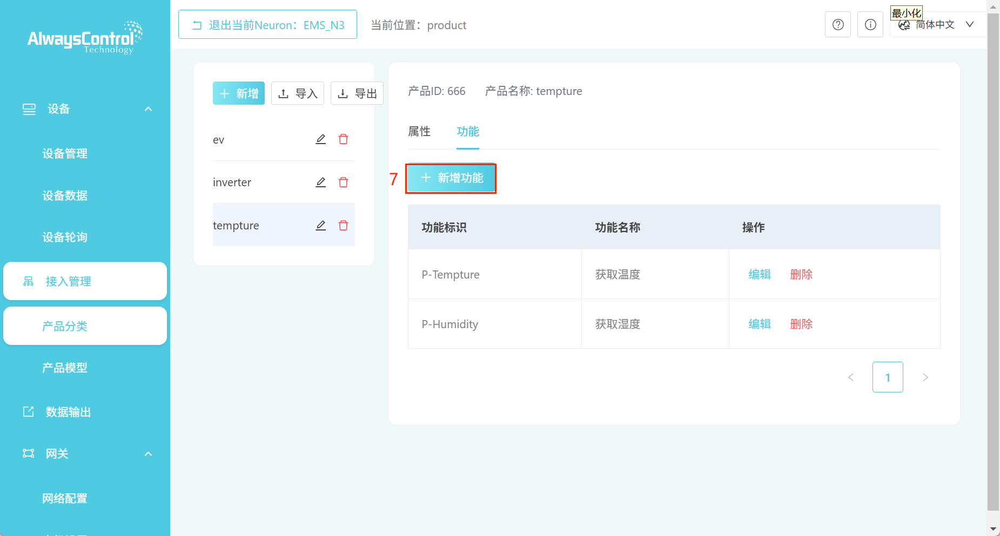 AlwaysControl
Technology
设备
设备管理
设备数据
设备轮询
接入管理
产品分类
产品模型
数据输出
网关
网络配置
退出当前Neuron：EMS_N3
当前位置：product
最小化
简体中文
新增
导入
导出
ev
inverter
tempture
产品ID: 666
产品名称: tempture
属性
功能
7
新增功能
功能标识
功能名称
操作
P-Tempture
获取温度
编辑
删除
P-Humidity
获取湿度
编辑
删除
1